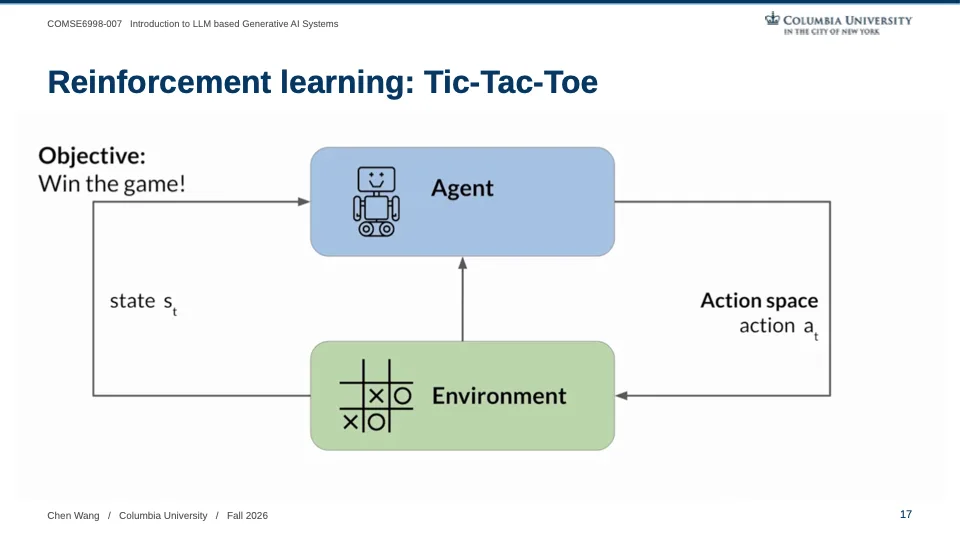 COMSE6998-007 Introduction to LLM based Generative AI Systems
COLUMBIA UNIVERSITY
IN THE CITY OF NEW YORK
Reinforcement learning: Tic-Tac-Toe
Objective:
Win the game!
Agent
state s_t
Action space
action a_t
Environment
Chen Wang / Columbia University / Fall 2026
17